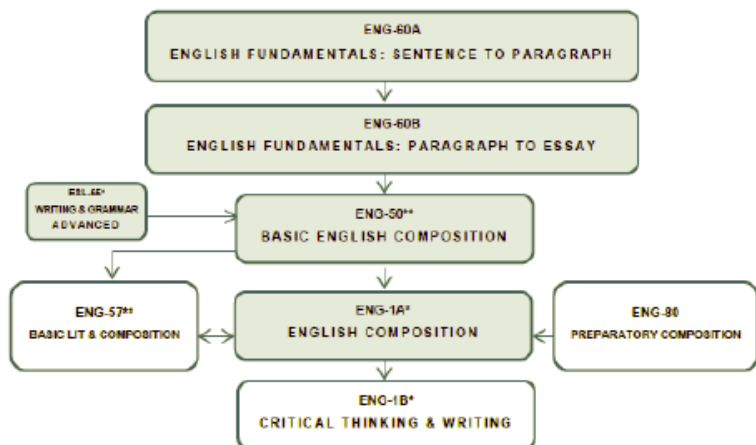 ENG-60A
ENGLISH FUNDAMENTALS: SENTENCE TO PARAGRAPH
ENG-60B
ENGLISH FUNDAMENTALS: PARAGRAPH TO ESSAY
WRITING & GRAMMAR
ADVANCED
ENG-50**
BASIC ENGLISH COMPOSITION
ENG-57**
BASIC LIT & COMPOSITION
ENG-1A*
ENGLISH COMPOSITION
ENG-80
PREPARATORY COMPOSITION
ENG-1B*
CRITICAL THINKING & WRITING